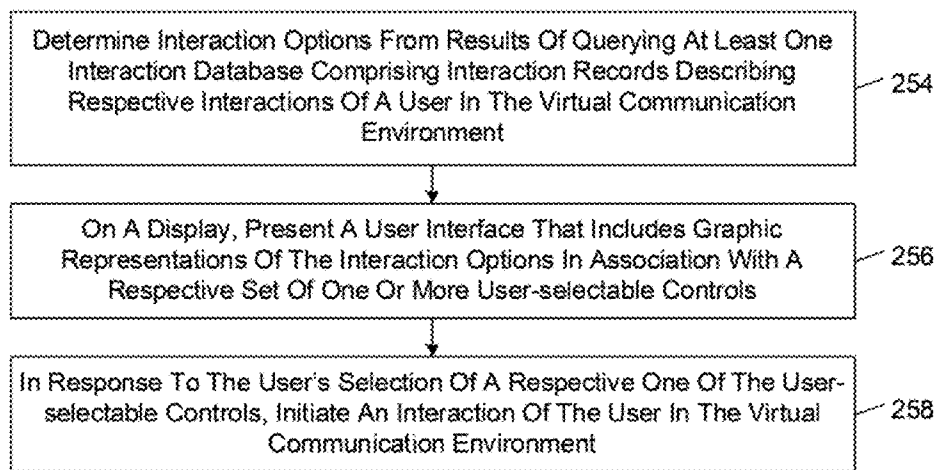 Determine Interaction Options From Results Of Querying At Least One
Interaction Database Comprising Interaction Records Describing
Respective Interactions Of A User In The Virtual Communication
Environment
254
On A Display, Present A User Interface That Includes Graphic
Representations Of The Interaction Options In Association With A
Respective Set Of One Or More User-selectable Controls
256
In Response To The User's Selection Of A Respective One Of The User-
selectable Controls, Initiate An Interaction Of The User In The Virtual
Communication Environment
258